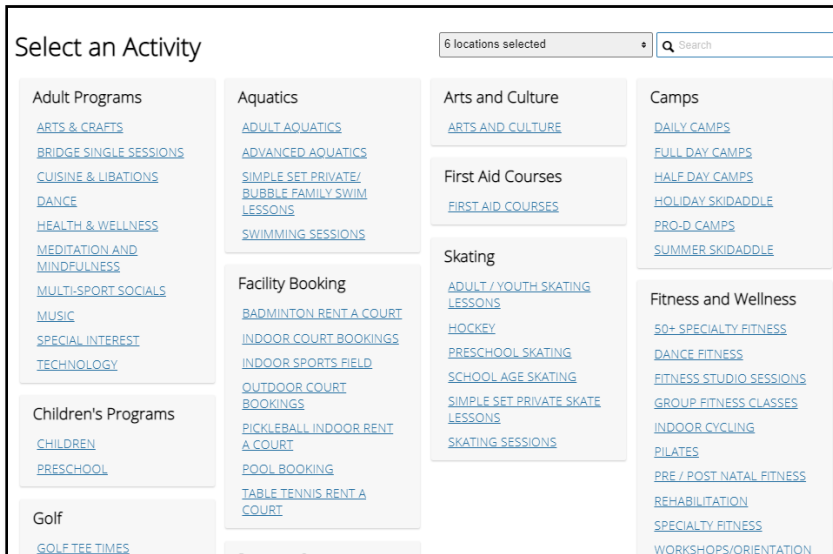 Select an Activity
6 locations selected
Search
Adult Programs
ARTS & CRAFTS
BRIDGE SINGLE SESSIONS
CUISINE & LIBATIONS
DANCE
HEALTH & WELLNESS
MEDITATION AND
MINDFULNESS
MULTI-SPORT SOCIALS
MUSIC
SPECIAL INTEREST
TECHNOLOGY
Children's Programs
CHILDREN
PRESCHOOL
Golf
GOLF TEE TIMES
Aquatics
ADULT AQUATICS
ADVANCED AQUATICS
SIMPLE SET PRIVATE/
BUBBLE FAMILY SWIM
LESSONS
SWIMMING SESSIONS
Facility Booking
BADMINTON RENT A COURT
INDOOR COURT BOOKINGS
INDOOR SPORTS FIELD
OUTDOOR COURT
BOOKINGS
PICKLEBALL INDOOR RENT
A COURT
POOL BOOKING
TABLE TENNIS RENT A
COURT
Arts and Culture
ARTS AND CULTURE
First Aid Courses
FIRST AID COURSES
Skating
ADULT / YOUTH SKATING
LESSONS
HOCKEY
PRESCHOOL SKATING
SCHOOL AGE SKATING
SIMPLE SET PRIVATE SKATE
LESSONS
SKATING SESSIONS
Camps
DAILY CAMPS
FULL DAY CAMPS
HALF DAY CAMPS
HOLIDAY SKIDADDLE
PRO-D CAMPS
SUMMER SKIDADDLE
Fitness and Wellness
50+ SPECIALTY FITNESS
DANCE FITNESS
FITNESS STUDIO SESSIONS
GROUP FITNESS CLASSES
INDOOR CYCLING
PILATES
PRE / POST NATAL FITNESS
REHABILITATION
SPECIALTY FITNESS
WORKSHOPS/ORIENTATION